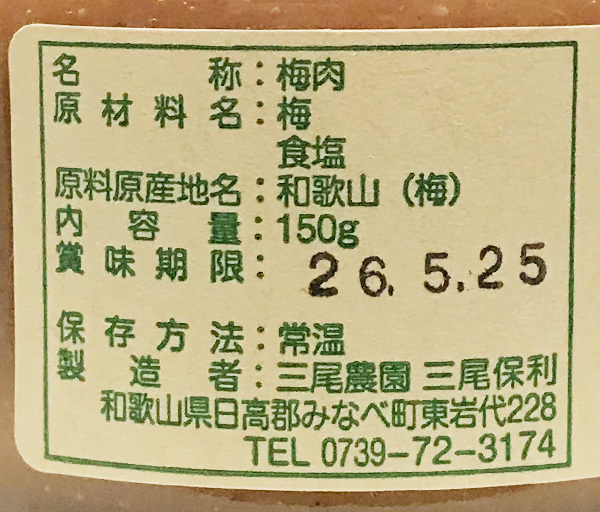 名称:梅肉
原材料名:梅
食塩
原料原産地名:和歌山(梅)
内容量:150g
賞味期限: 26.5.25
保存方法:常温
製造者:三尾農園 三尾保利
和歌山県日高郡みなべ町東岩代228
TEL 0739-72-3174